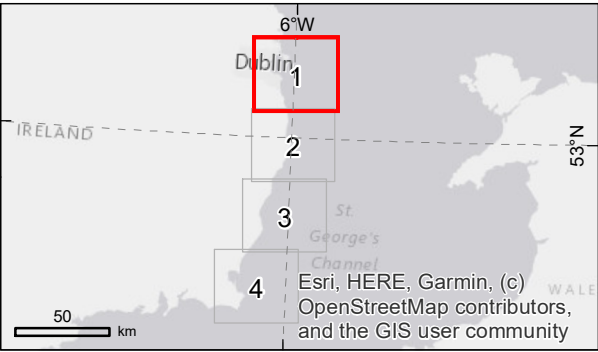 6°W
Dublin
1
IRELAND
2
53°N
3
St.
George's
Channel
4
Esri, HERE, Garmin, (c)
OpenStreetMap contributors,
and the GIS user community
WALE
50
km